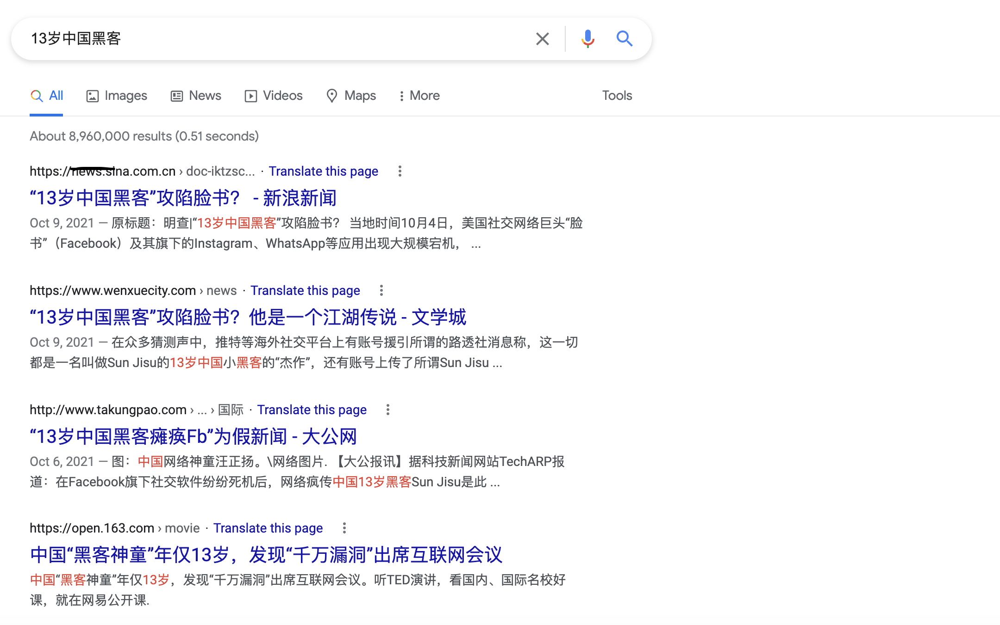 13岁中国黑客
All Images News Videos Maps More Tools
About 8,960,000 results (0.51 seconds)
https://news.sina.com.cn › doc-iktzsc... · Translate this page
“13岁中国黑客”攻陷脸书? - 新浪新闻
Oct 9, 2021 — 原标题：明查|“13岁中国黑客”攻陷脸书？ 当地时间10月4日，美国社交网络巨头“脸
书”（Facebook）及其旗下的Instagram、WhatsApp等应用出现大规模宕机， ...
https://www.wenxuecity.com › news · Translate this page
“13岁中国黑客”攻陷脸书? 他是一个江湖传说 - 文学城
Oct 9, 2021 — 在众多猜测声中，推特等海外社交平台上有账号援引所谓的路透社消息称，这一切
都是一名叫做Sun Jisu的13岁中国小黑客的“杰作”，还有账号上传了所谓Sun Jisu ...
http://www.takungpao.com › ... › 国际 · Translate this page
“13岁中国黑客瘫痪Fb”为假新闻 - 大公网
Oct 6, 2021 — 图：中国网络神童汪正扬。\网络图片. 【大公报讯】据科技新闻网站TechARP报
道：在Facebook旗下社交软件纷纷死机后，网络疯传中国13岁黑客Sun Jisu是此 ...
https://open.163.com › movie · Translate this page
中国“黑客神童”年仅13岁，发现“千万漏洞”出席互联网会议
中国“黑客神童”年仅13岁，发现“千万漏洞”出席互联网会议。听TED演讲，看国内、国际名校好
课，就在网易公开课.